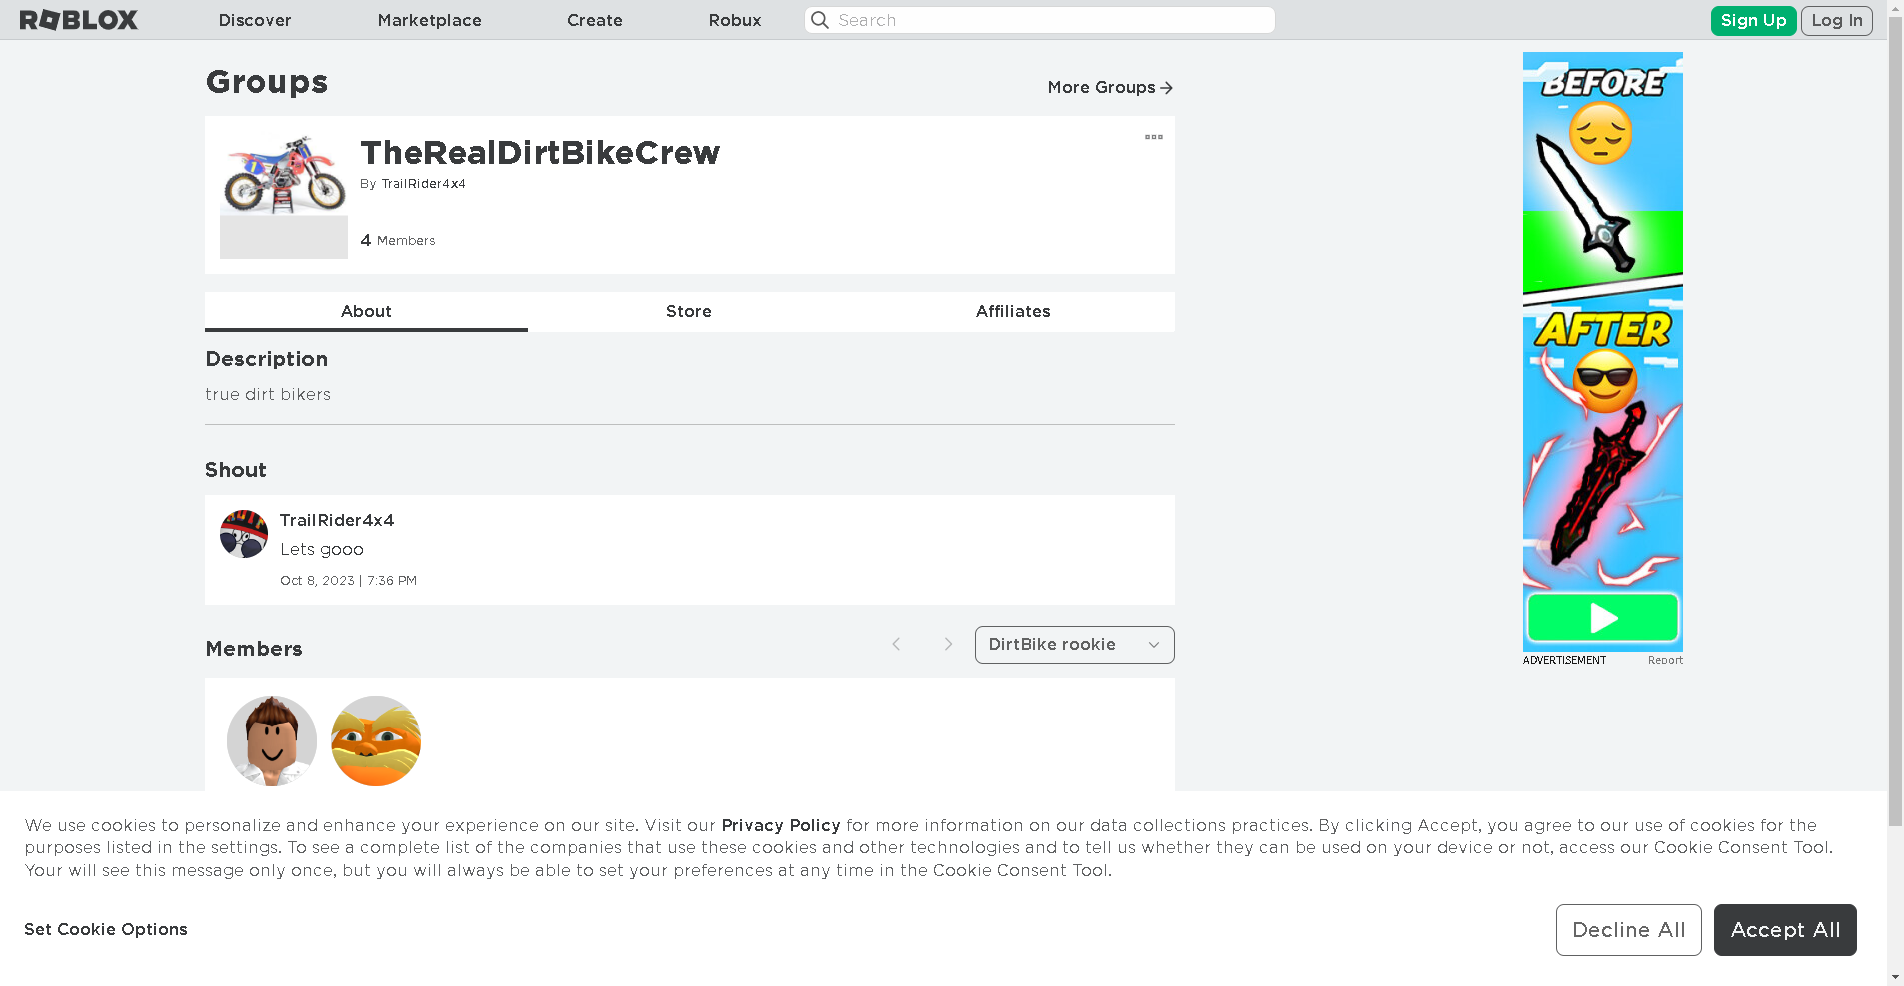 ROBLOX
Discover
Marketplace
Create
Robux
Search
Sign Up
Log In
Groups
More Groups
TheRealDirtBikeCrew
By TrailRider4x4
4 Members
About
Store
Affiliates
Description
true dirt bikers
Shout
TrailRider4x4
Lets gooo
Oct 8, 2023 | 7:36 PM
Members
DirtBike rookie
BEFORE
AFTER
ADVERTISEMENT
Report
We use cookies to personalize and enhance your experience on our site. Visit our Privacy Policy for more information on our data collections practices. By clicking Accept, you agree to our use of cookies for the
purposes listed in the settings. To see a complete list of the companies that use these cookies and other technologies and to tell us whether they can be used on your device or not, access our Cookie Consent Tool.
Your will see this message only once, but you will always be able to set your preferences at any time in the Cookie Consent Tool.
Set Cookie Options
Decline All
Accept All